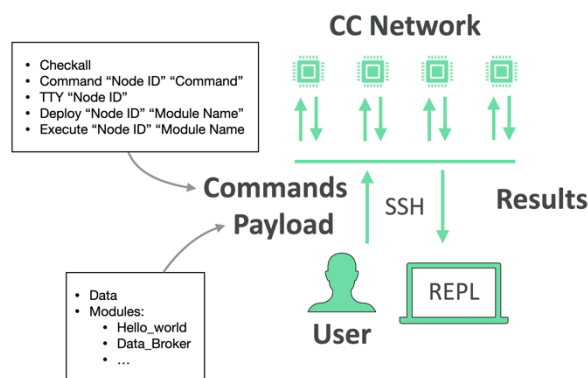 CC Network
• Checkall
• Command “Node ID” “Command”
• TTY “Node ID”
• Deploy “Node ID” “Module Name”
• Execute “Node ID” “Module Name
Commands
Payload
SSH
Results
• Data
• Modules:
• Hello_world
• Data_Broker
• ...
User
REPL